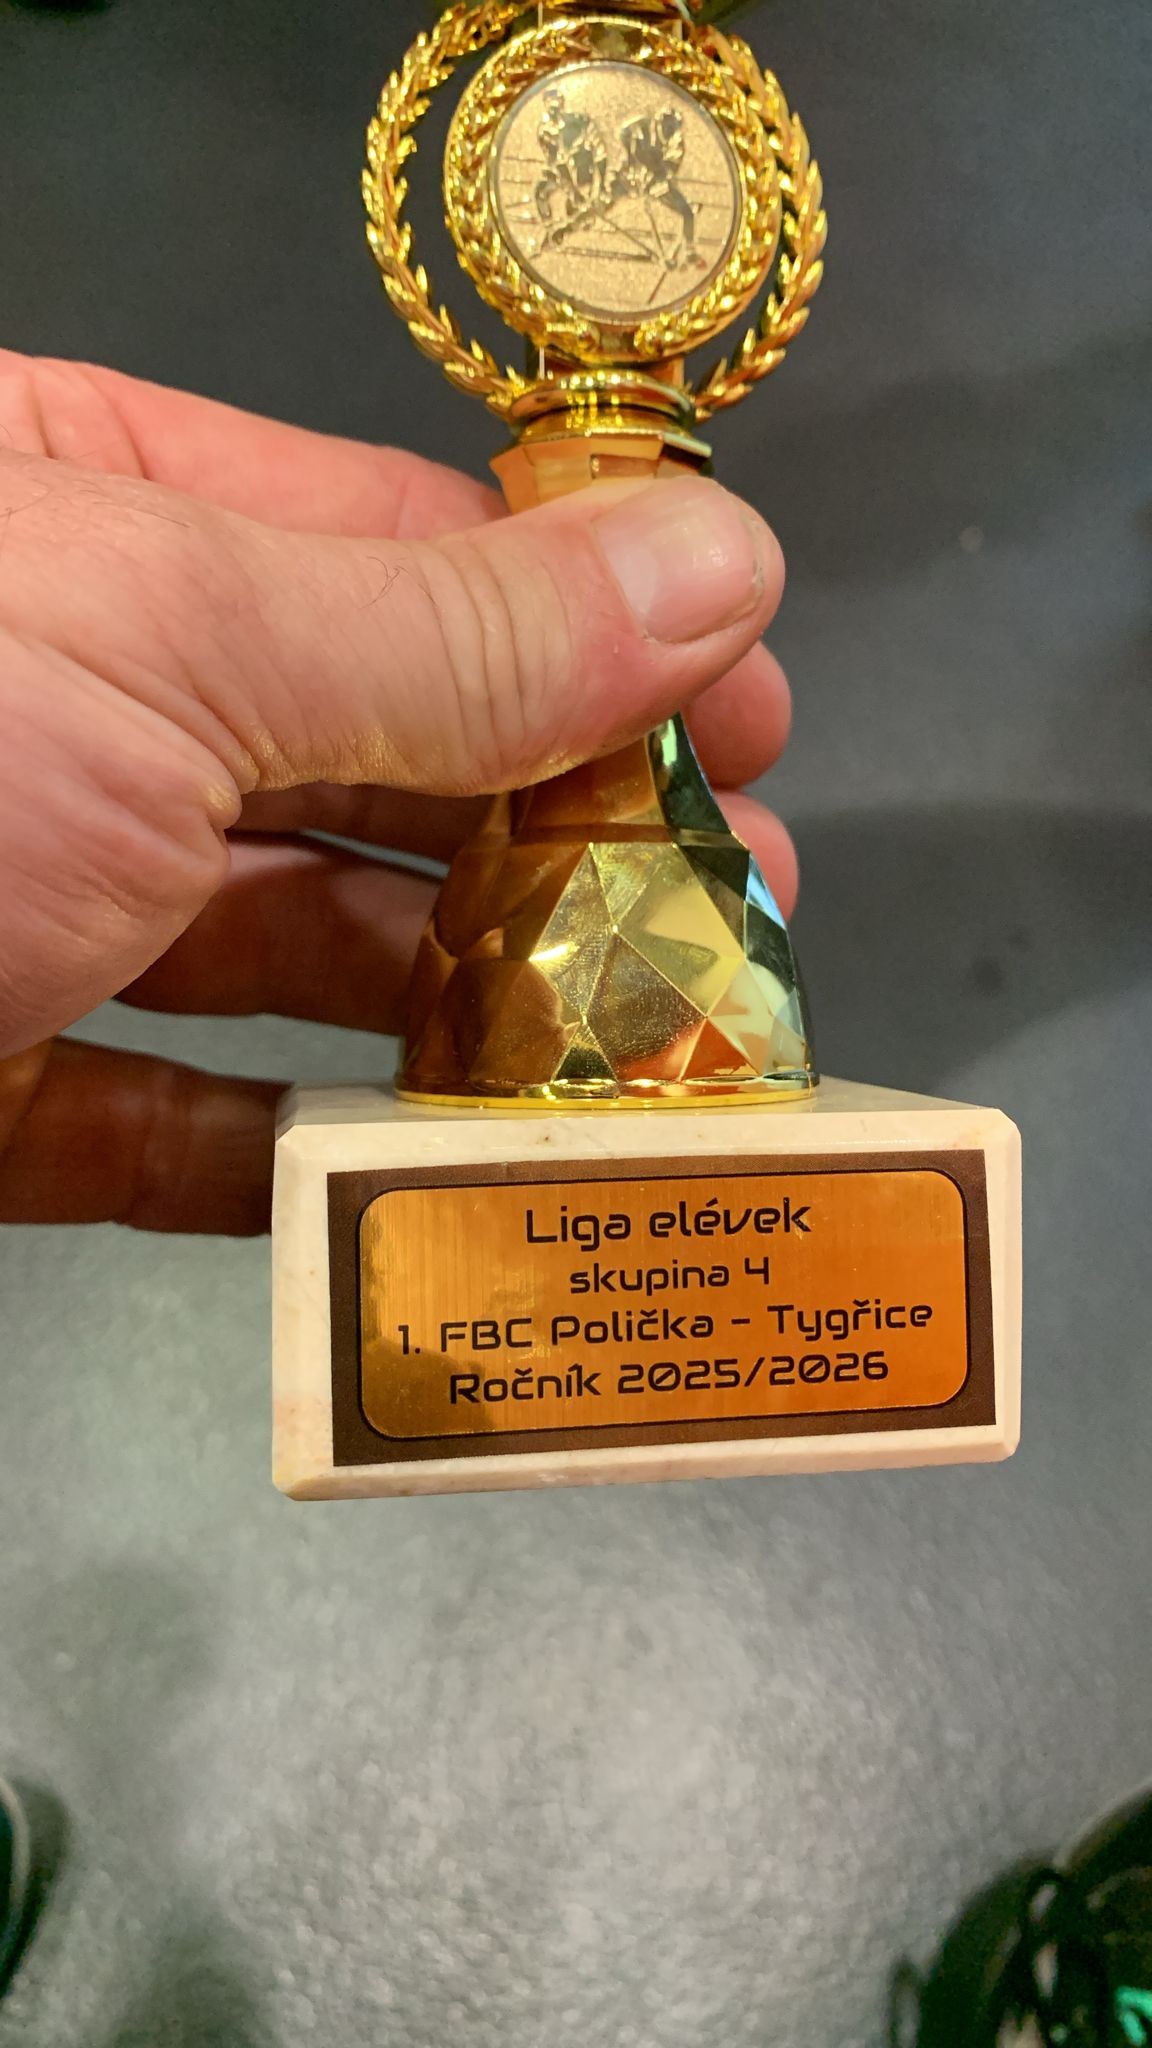 Liga elévek
skupina 4
1. FBC Polička - Tygřice
Ročník 2025/2026